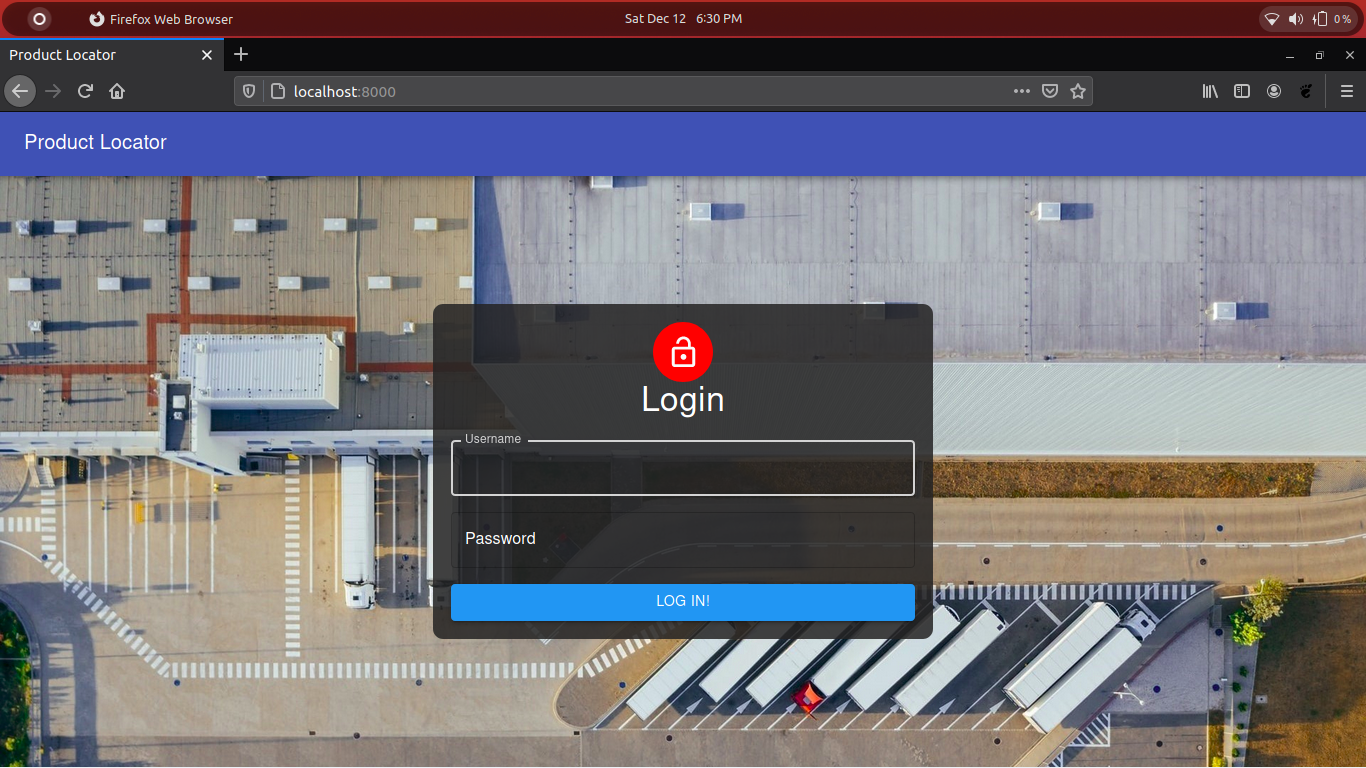 Firefox Web Browser
Sat Dec 12 6:30 PM
0 %
Product Locator
localhost:8000
Product Locator
Login
Username
Password
LOG IN!